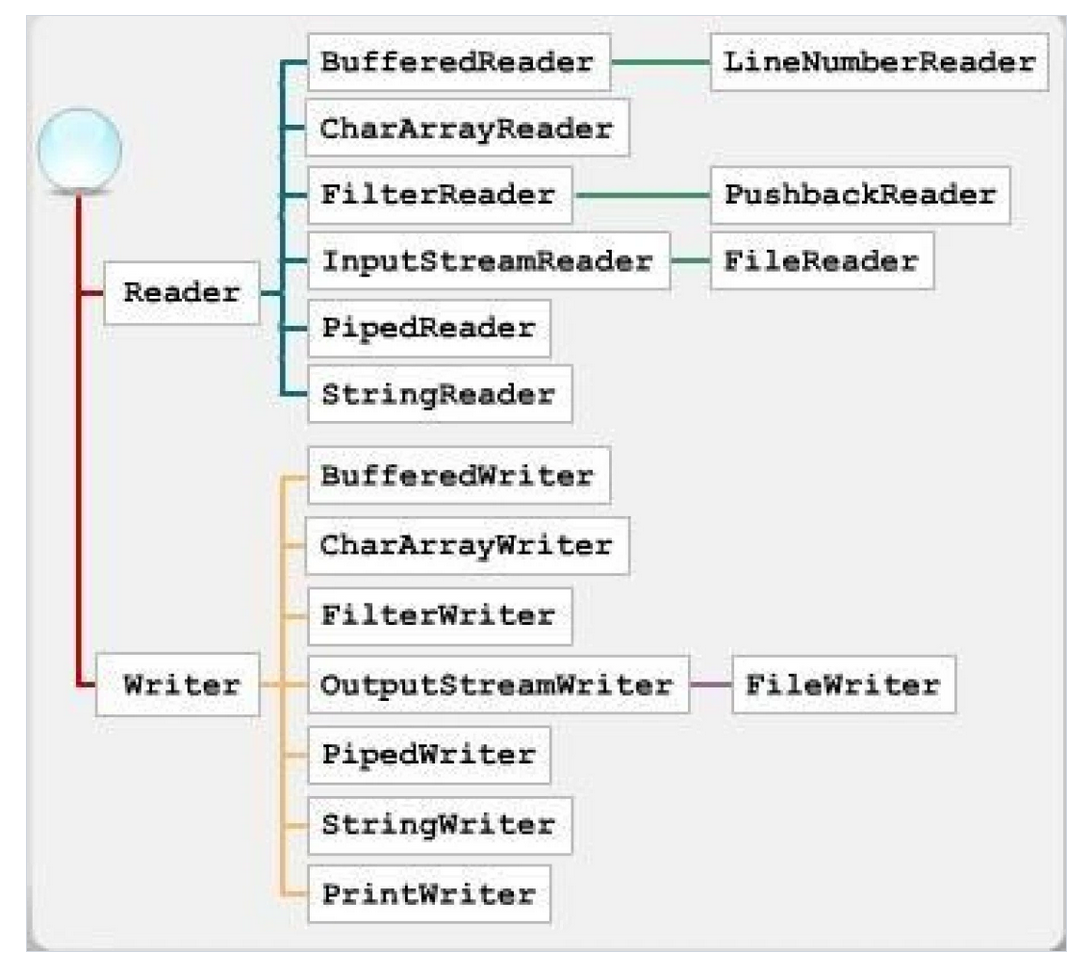 BufferedReader LineNumberReader
CharArrayReader
FilterReader PushbackReader
InputStreamReader FileReader
Reader
PipedReader
StringReader
BufferedWriter
CharArrayWriter
FilterWriter
Writer OutputStreamWriter FileWriter
PipedWriter
StringWriter
PrintWriter